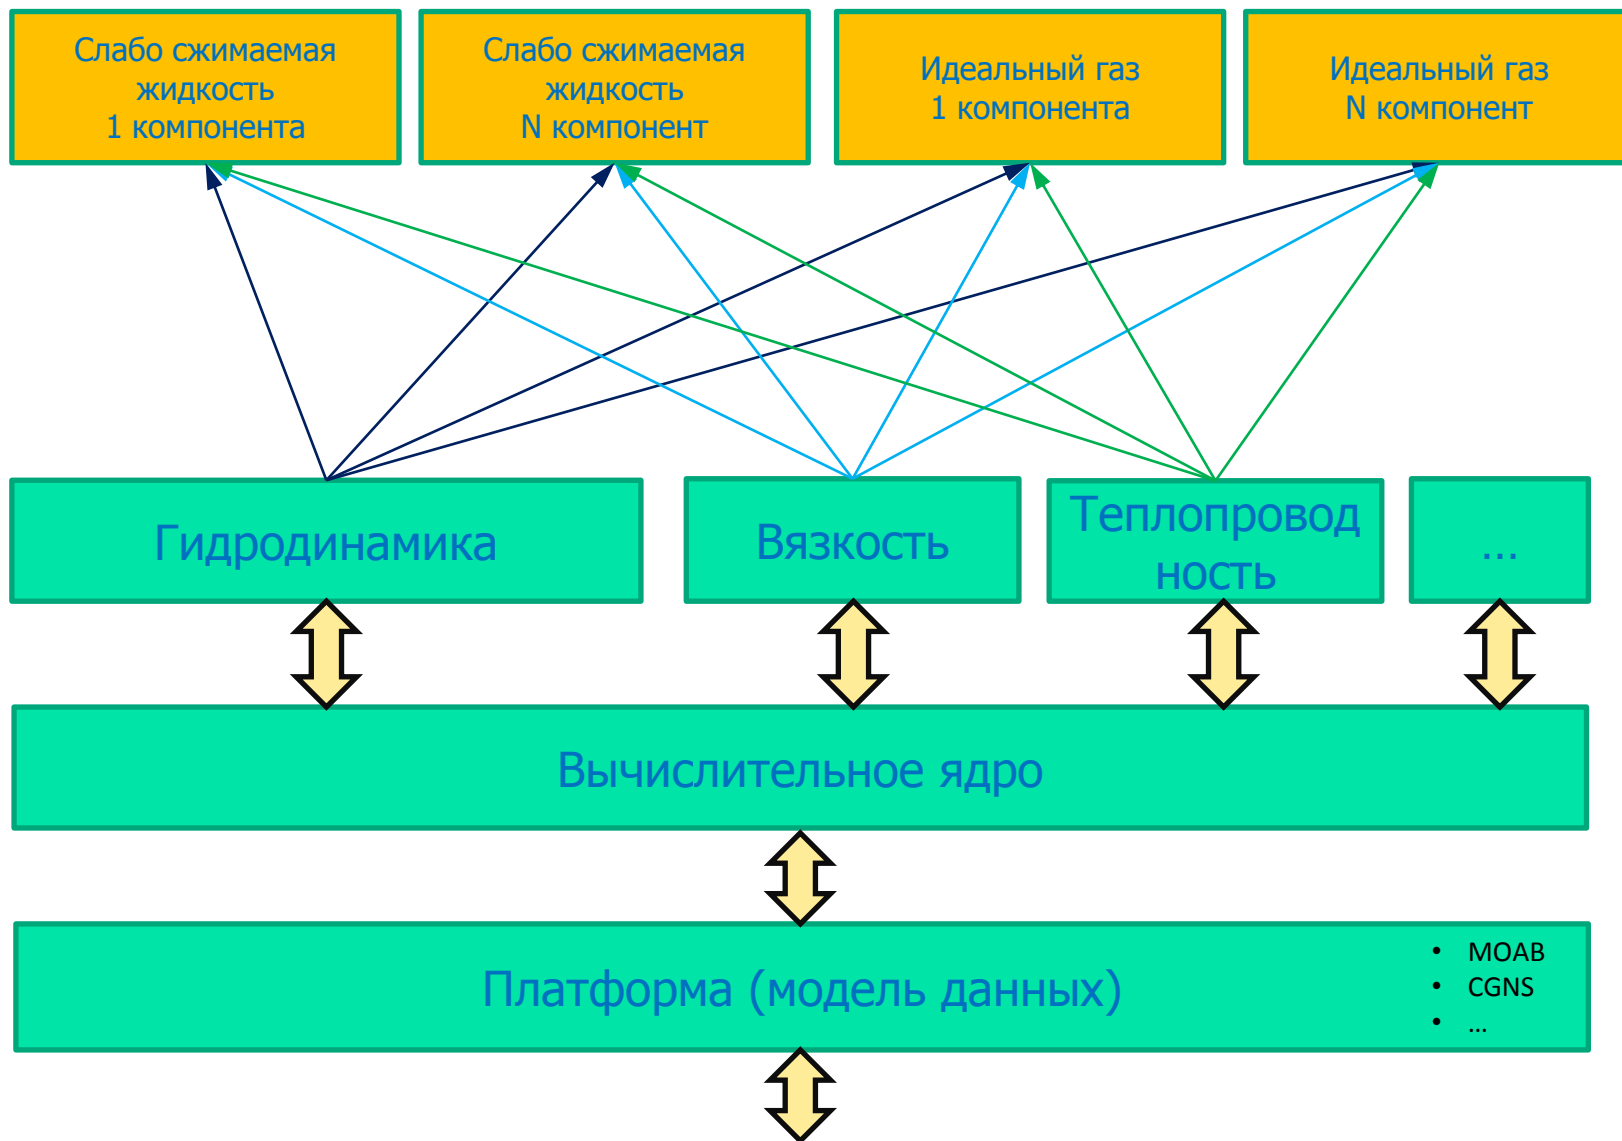 Слабо сжимаемая
жидкость
1 компонента
Слабо сжимаемая
жидкость
N компонент
Идеальный газ
1 компонента
Идеальный газ
N компонент
Гидродинамика
Вязкость
Теплопровод
ность
...
Вычислительное ядро
Платформа (модель данных)
• MOAB
• CGNS
• ...